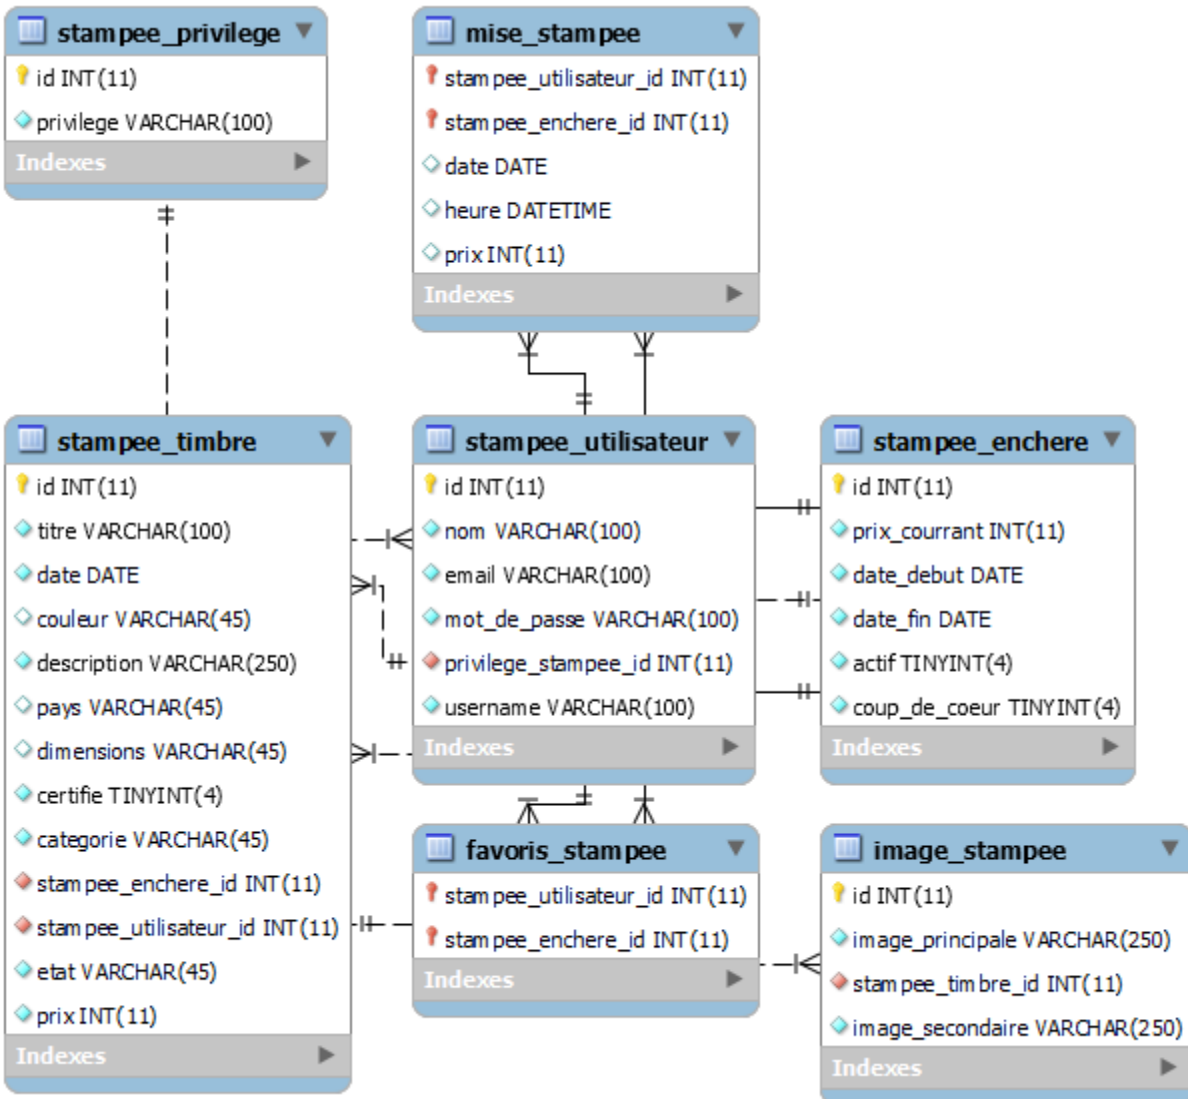 stampee_privilege
id INT(11)
privilege VARCHAR(100)
Indexes
mise_stampee
stampee_utilisateur_id INT(11)
stampee_enchere_id INT(11)
date DATE
heure DATETIME
prix INT(11)
Indexes
stampee_timbre
id INT(11)
titre VARCHAR(100)
date DATE
couleur VARCHAR(45)
description VARCHAR(250)
pays VARCHAR(45)
dimensions VARCHAR(45)
certifie TINYINT(4)
categorie VARCHAR(45)
stampee_enchere_id INT(11)
stampee_utilisateur_id INT(11)
etat VARCHAR(45)
prix INT(11)
Indexes
stampee_utilisateur
id INT(11)
nom VARCHAR(100)
email VARCHAR(100)
mot_de_passe VARCHAR(100)
privilege_stampee_id INT(11)
username VARCHAR(100)
Indexes
stampee_enchere
id INT(11)
prix_courrant INT(11)
date_debut DATE
date_fin DATE
actif TINYINT(4)
coup_de_coeur TINYINT(4)
Indexes
favoris_stampee
stampee_utilisateur_id INT(11)
stampee_enchere_id INT(11)
Indexes
image_stampee
id INT(11)
image_principale VARCHAR(250)
stampee_timbre_id INT(11)
image_secondaire VARCHAR(250)
Indexes